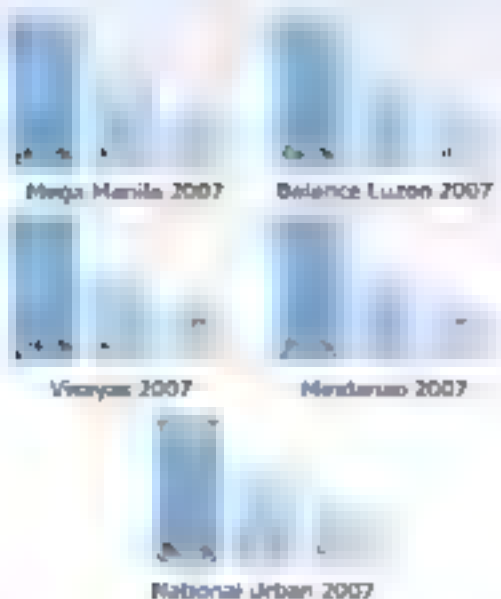 Mega Manila 2007
Balance Luzon 2007
Visayas 2007
Mindanao 2007
National Urban 2007